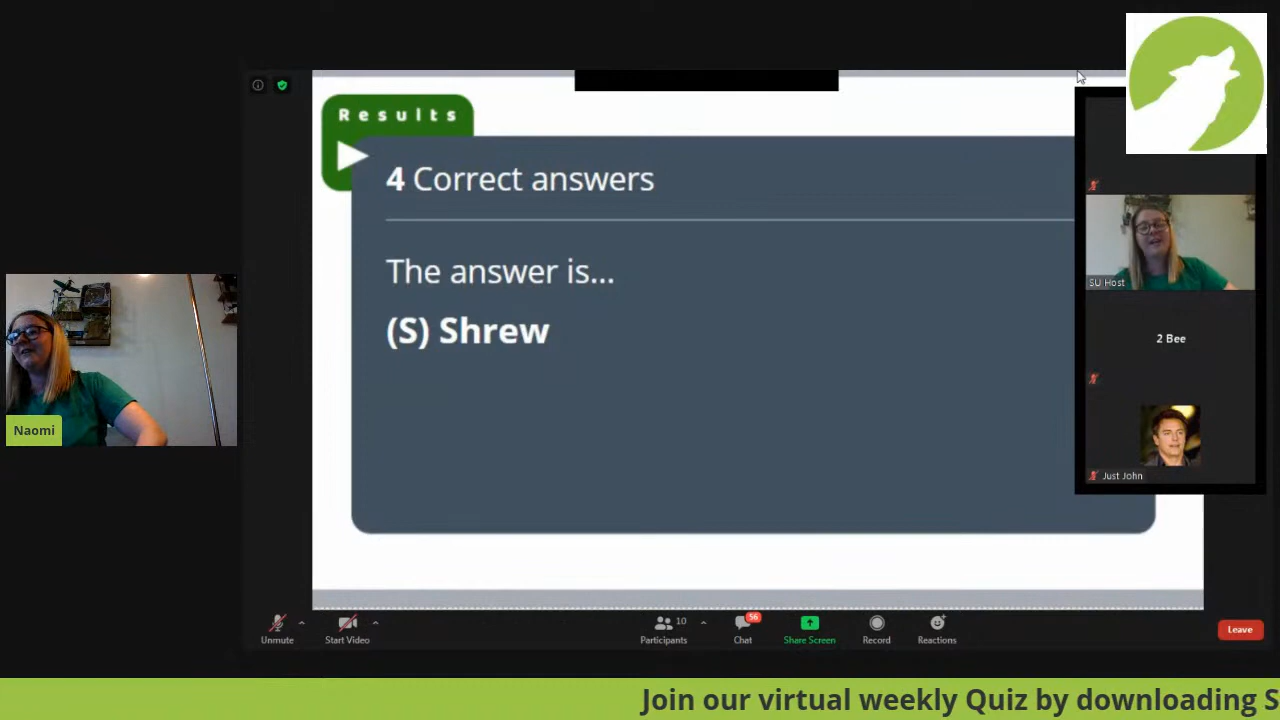 Results
4 Correct answers
The answer is...
(S) Shrew
SU Host
2 Bee
Just John
Naomi
Unmute
Start Video
Participants
10
Chat
56
Share Screen
Record
Reactions
Leave
Join our virtual weekly Quiz by downloading S